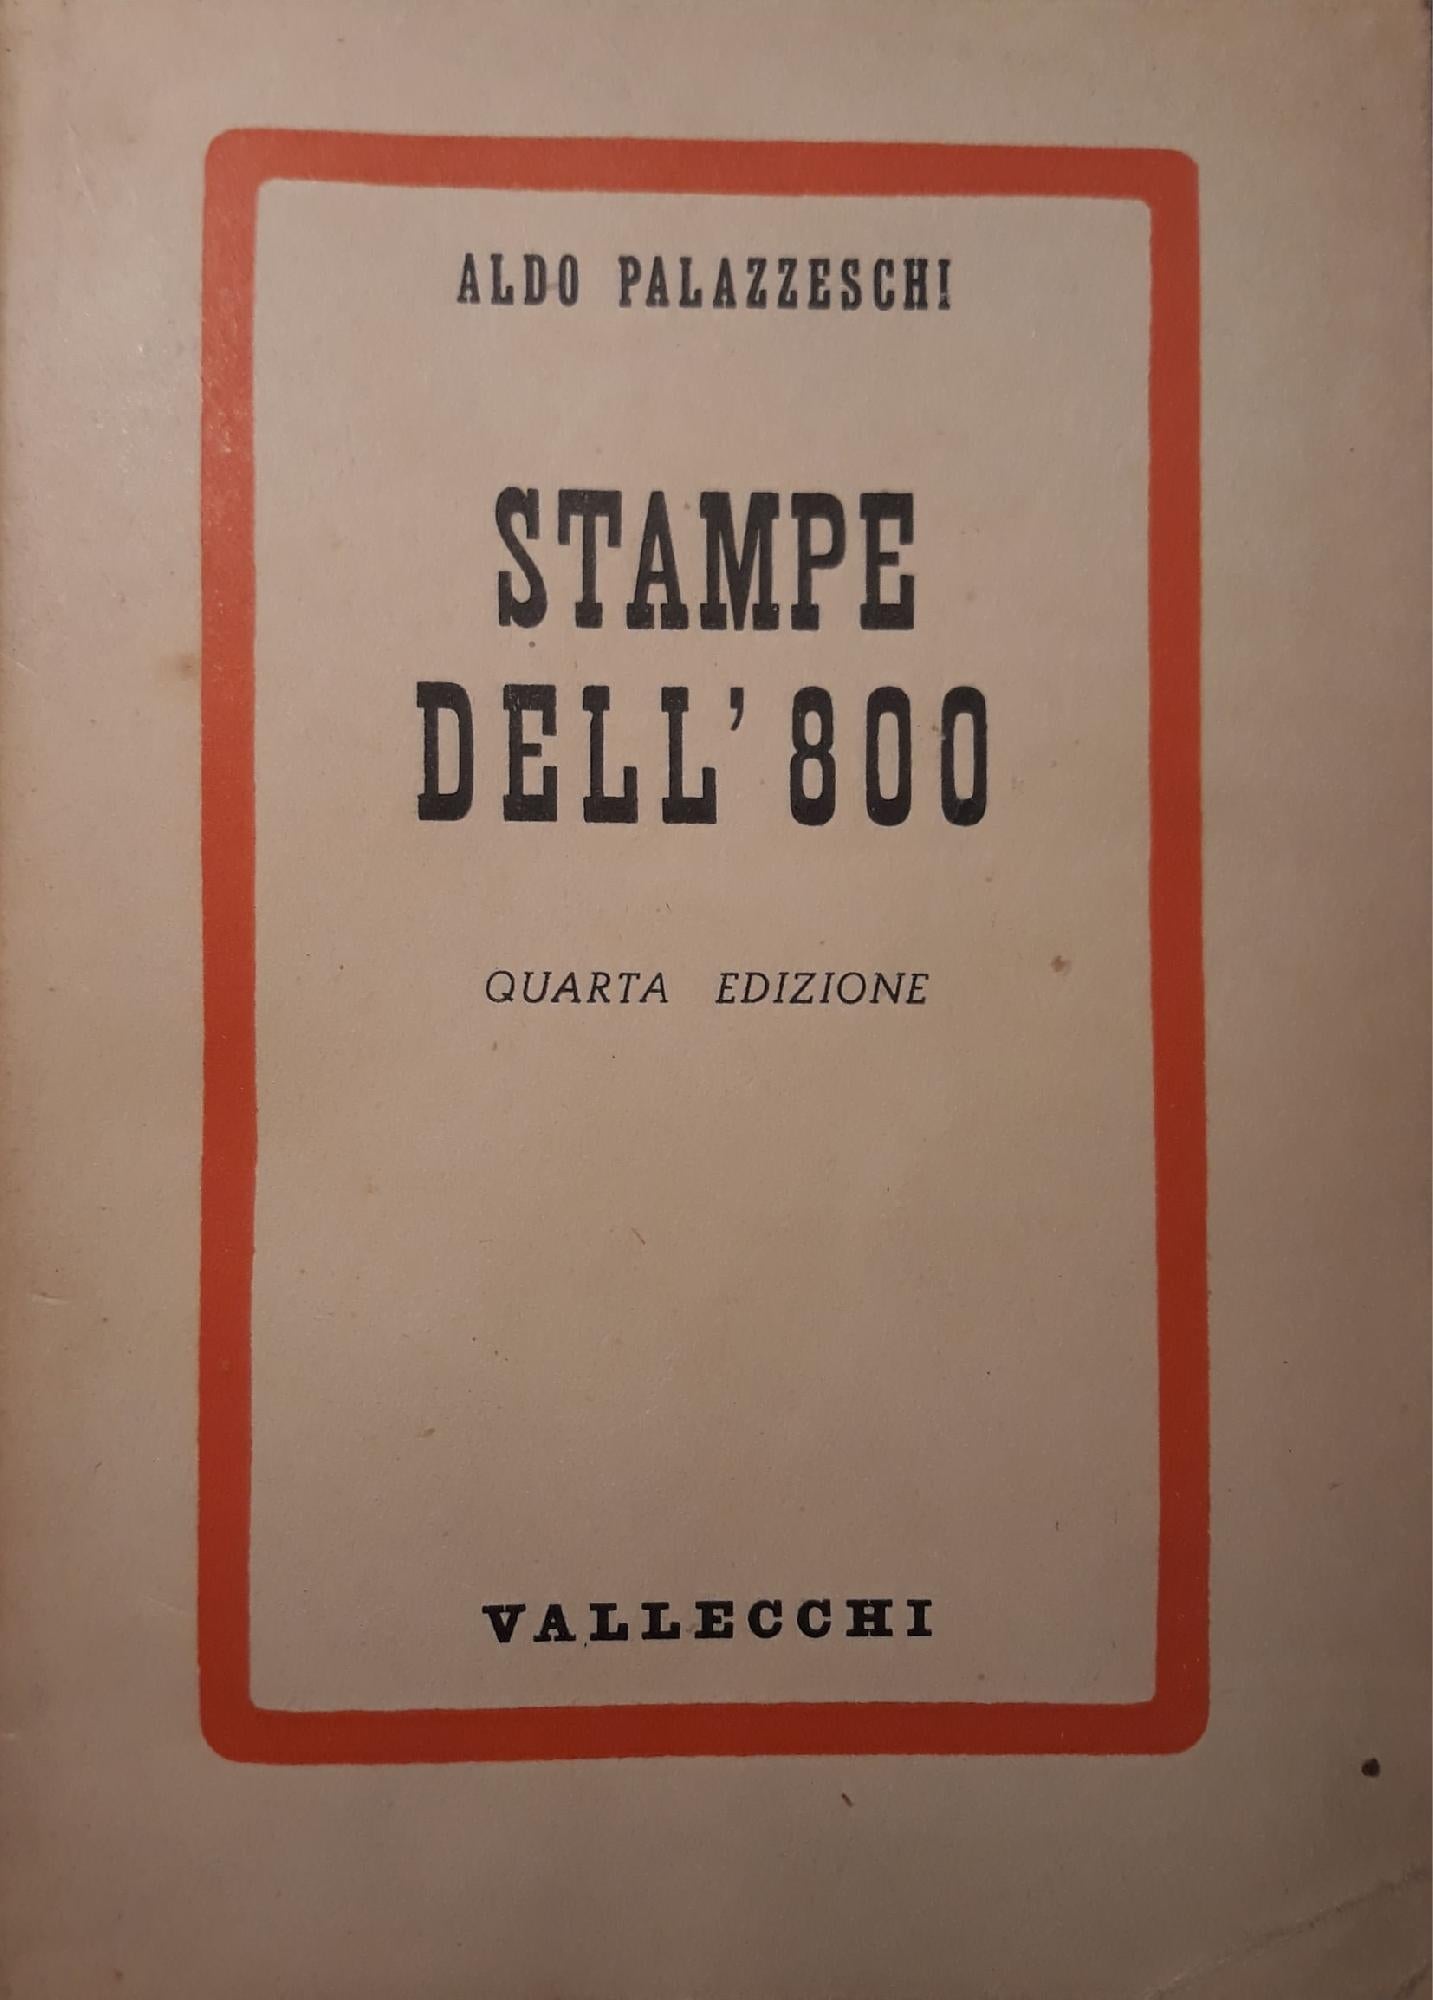 ALDO PALAZZESCHI
STAMPE
DELL'800
QUARTA EDIZIONE
VALLECCHI